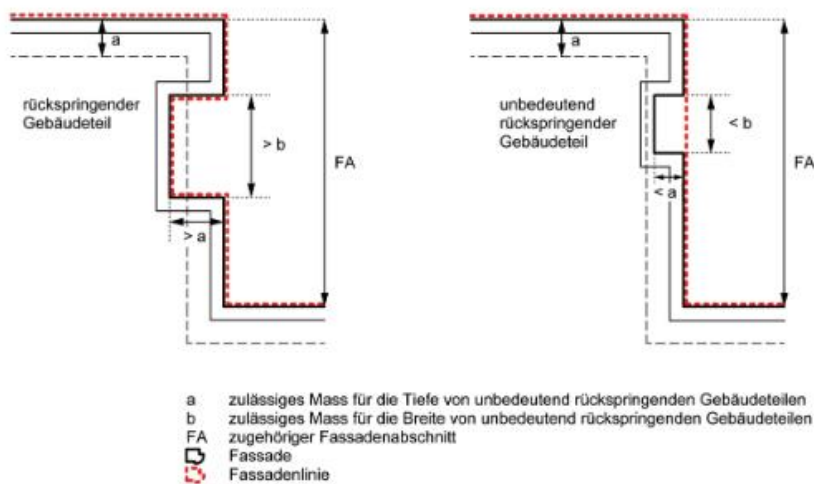 a
rückspringender
Gebäudeteil
> b
FA
> a
a
unbedeutend
rückspringender
Gebäudeteil
< b
FA
< a
a zulässiges Mass für die Tiefe von unbedeutend rückspringenden Gebäudeteilen
b zulässiges Mass für die Breite von unbedeutend rückspringenden Gebäudeteilen
FA zugehöriger Fassadenabschnitt
Fassade
Fassadenlinie